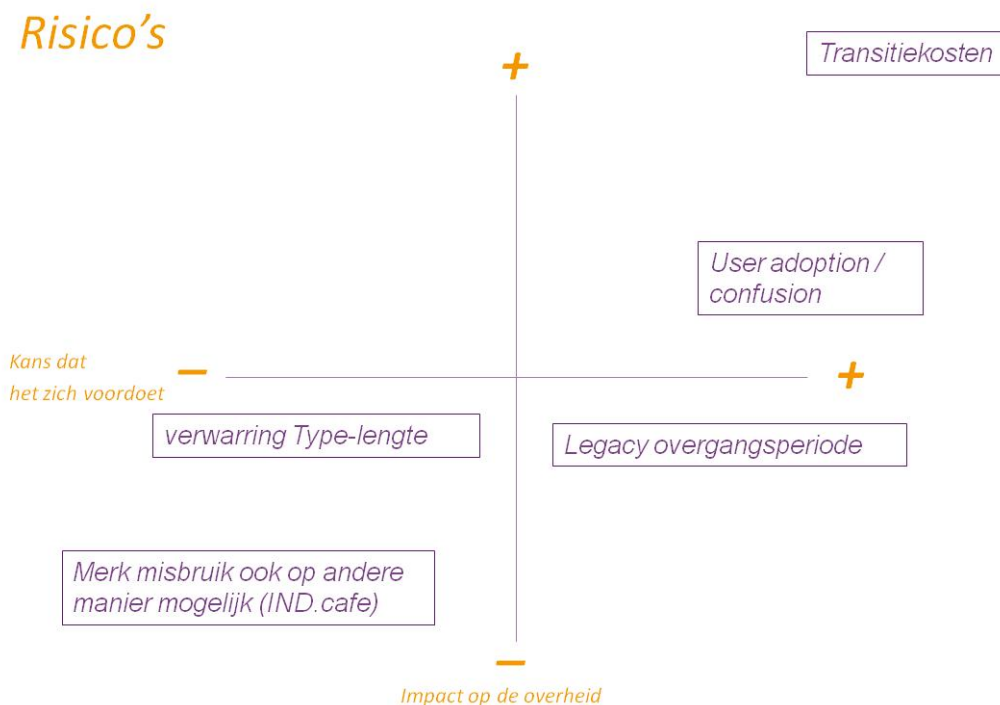 Risico's
+
Transitiekosten
User adoption /
confusion
Kans dat
het zich voordoet
–
+
verwarring Type-lengte
Legacy overgangsperiode
Merk misbruik ook op andere
manier mogelijk (IND.cafe)
–
Impact op de overheid